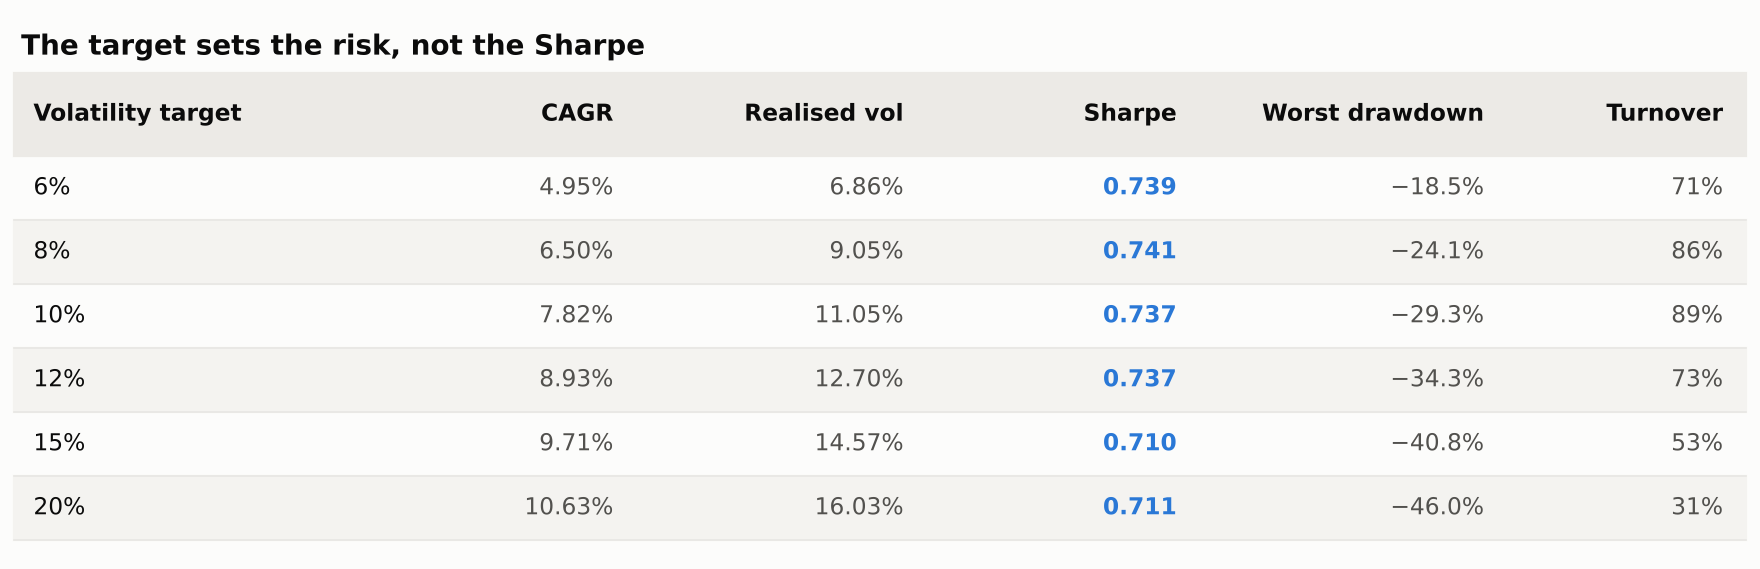 The target sets the risk, not the Sharpe
Volatility target CAGR Realised vol Sharpe Worst drawdown Turnover
6% 4.95% 6.86% 0.739 −18.5% 71%
8% 6.50% 9.05% 0.741 −24.1% 86%
10% 7.82% 11.05% 0.737 −29.3% 89%
12% 8.93% 12.70% 0.737 −34.3% 73%
15% 9.71% 14.57% 0.710 −40.8% 53%
20% 10.63% 16.03% 0.711 −46.0% 31%